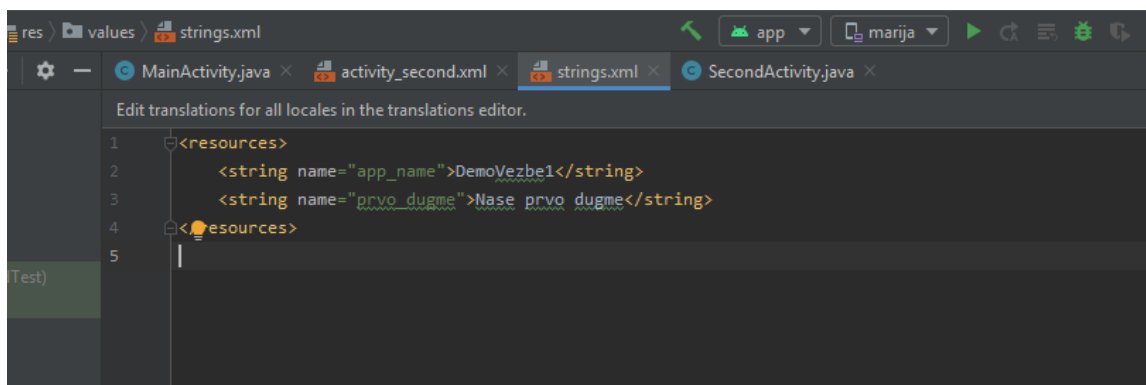 res values strings.xml app marija
MainActivity.java activity_second.xml strings.xml SecondActivity.java
Edit translations for all locales in the translations editor.
1 <resources>
2 <string name="app_name">DemoVezbe1</string>
3 <string name="prvo_dugme">Nase prvo dugme</string>
4 </resources>
5
lTest)